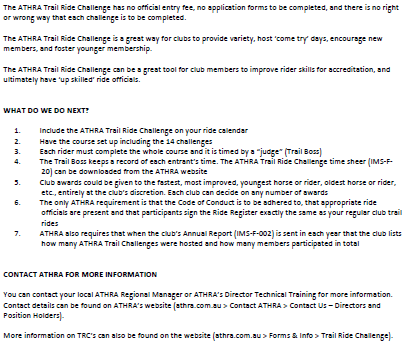 The ATHRA Trail Ride Challenge has no official entry fee, no application forms to be completed, and there is no right
or wrong way that each challenge is to be completed.
The ATHRA Trail Ride Challenge is a great way for clubs to provide variety, host 'come try' days, encourage new
members, and foster younger membership.
The ATHRA Trail Ride Challenge can be a great tool for club members to improve rider skills for accreditation, and
ultimately have 'up skilled' ride officials.
WHAT DO WE DO NEXT?
1. Include the ATHRA Trail Ride Challenge on your ride calendar
2. Have the course set up including the 14 challenges
3. Each rider must complete the whole course and it is timed by a "judge" (Trail Boss)
4. The Trail Boss keeps a record of each entrant's time. The ATHRA Trail Ride Challenge time sheer (IMS-F-
20) can be downloaded from the ATHRA website
5. Club awards could be given to the fastest, most improved, youngest horse or rider, oldest horse or rider,
etc., entirely at the club's discretion. Each club can decide on any number of awards
6. The only ATHRA requirement is that the Code of Conduct is to be adhered to, that appropriate ride
officials are present and that participants sign the Ride Register exactly the same as your regular club trail
rides
7. ATHRA also requires that when the club's Annual Report (IMS-F-002) is sent in each year that the club lists
how many ATHRA Trail Challenges were hosted and how many members participated in total
CONTACT ATHRA FOR MORE INFORMATION
You can contact your local ATHRA Regional Manager or ATHRA's Director Technical Training for more information.
Contact details can be found on ATHRA's website (athra.com.au > Contact ATHRA > Contact Us – Directors and
Position Holders).
More information on TRC's can also be found on the website (athra.com.au > Forms & Info > Trail Ride Challenge).